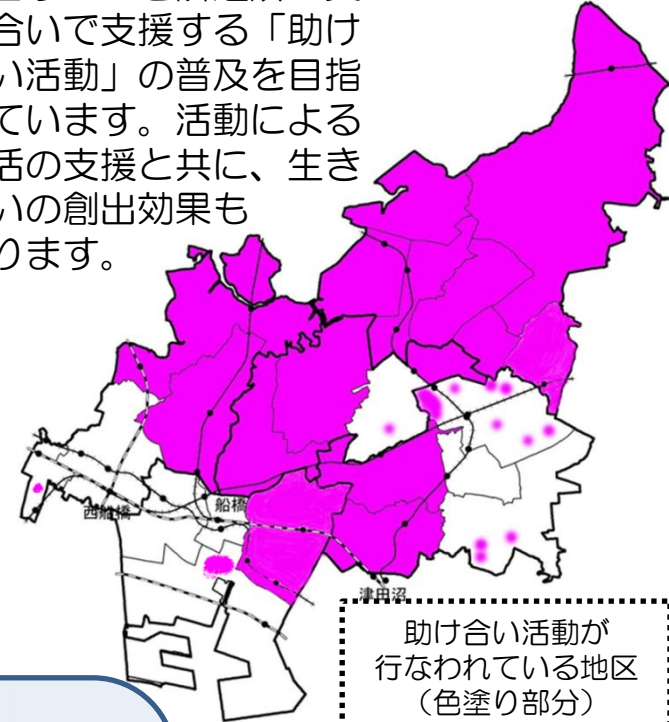 合いで支援する「助け
い活動」の普及を目指
ています。活動による
活の支援と共に、生き
いの創出効果も
ります。
西船橋
船橋
津田沼
助け合い活動が
行なわれている地区
（色塗り部分）